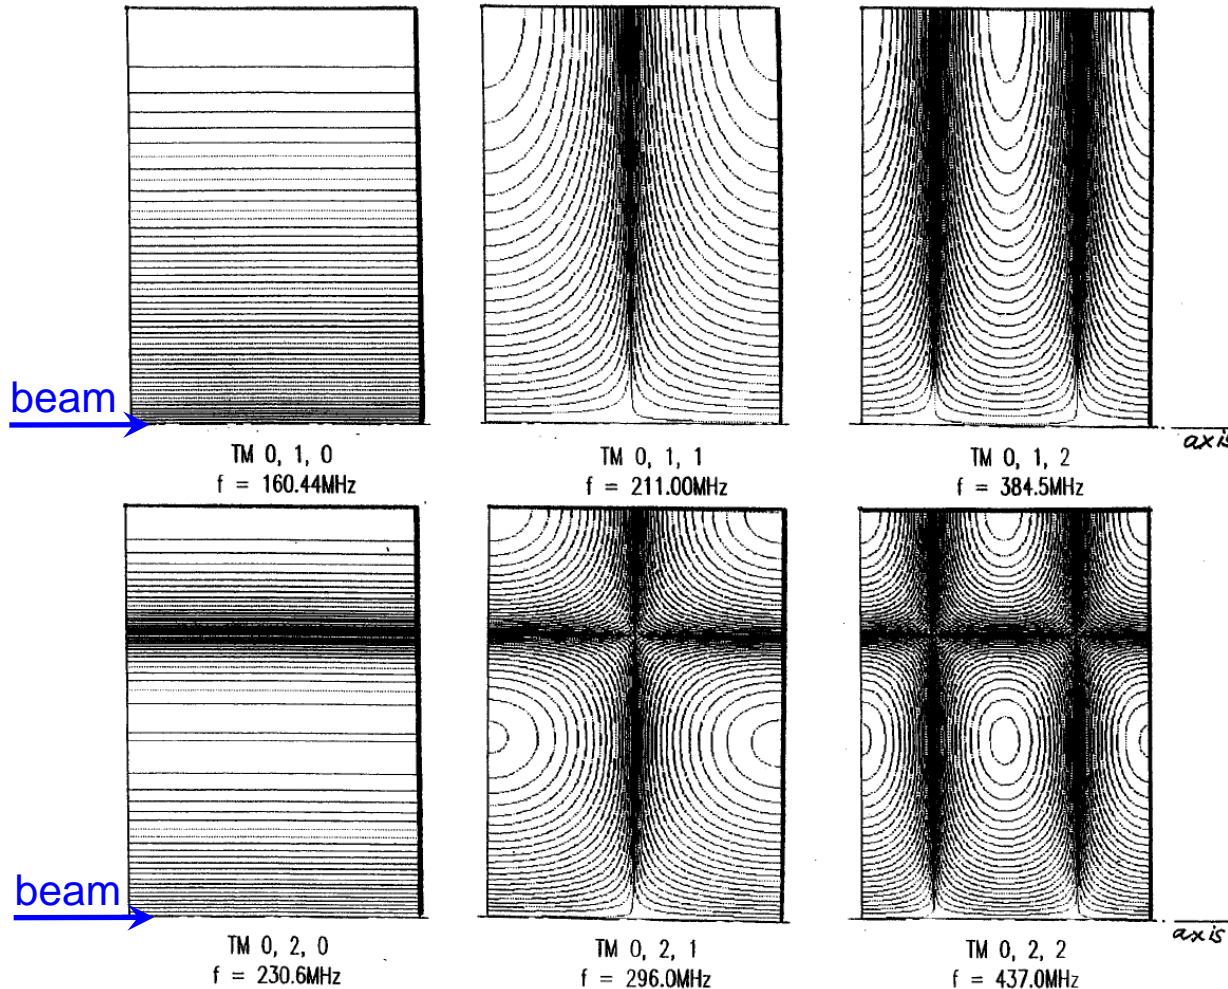 beam
TM 0, 1, 0
f = 160.44MHz
TM 0, 1, 1
f = 211.00MHz
TM 0, 1, 2
f = 384.5MHz
axis
beam
TM 0, 2, 0
f = 230.6MHz
TM 0, 2, 1
f = 296.0MHz
TM 0, 2, 2
f = 437.0MHz
axis